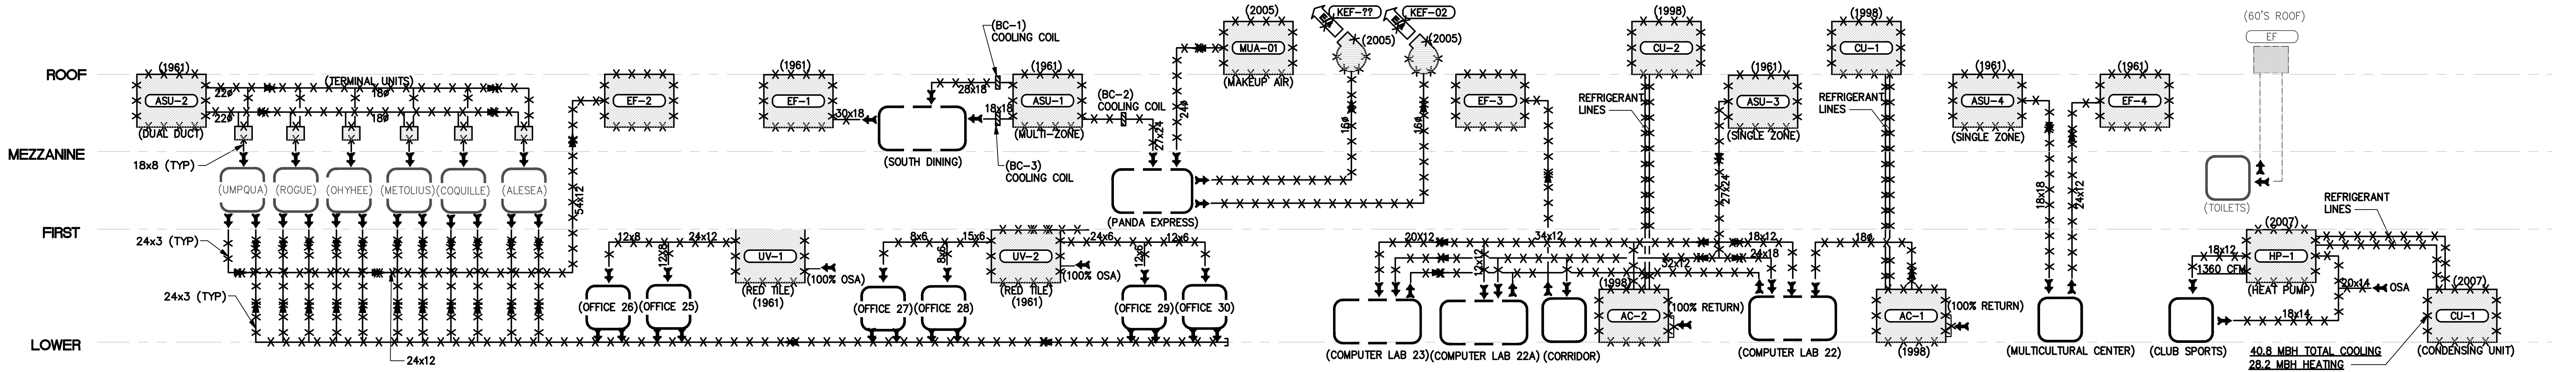 ROOF
MEZZANINE
FIRST
LOWER
(1961)
ASU-2
(DUAL DUCT)
22ø
22ø
(TERMINAL UNITS)
18ø
18ø
18x8 (TYP)
(UMPQUA)
(ROGUE)
(OHYHEE)
(METOLIUS)
(COQUILLE)
(ALESEA)
24x3 (TYP)
24x3 (TYP)
24x12
54x12
EF-2
(1961)
EF-1
30x18
(SOUTH DINING)
(BC-1)
COOLING COIL
28x18
18x18
(1961)
ASU-1
(MULTI-ZONE)
(BC-2)
COOLING COIL
(BC-3)
COOLING COIL
27x24
24ø
(2005)
MUA-01
(MAKEUP AIR)
(PANDA EXPRESS)
KEF-??
E/A
(2005)
16ø
KEF-02
E/A
(2005)
16ø
12x8
24x12
12x8
UV-1
(RED TILE)
(1961)
(100% OSA)
(OFFICE 26)
(OFFICE 25)
8x6
15x6
8x6
UV-2
(RED TILE)
(1961)
24x6
(100% OSA)
12x6
12x6
(OFFICE 27)
(OFFICE 28)
(OFFICE 29)
(OFFICE 30)
(1961)
EF-3
(1998)
CU-2
REFRIGERANT
LINES
(1961)
ASU-3
(SINGLE ZONE)
27x24
(1998)
CU-1
REFRIGERANT
LINES
20X12
12x12
34x12
32x12
18x12
24x18
18ø
(1998)
AC-2
(100% RETURN)
AC-1
(1998)
(100% RETURN)
(COMPUTER LAB 23)
(COMPUTER LAB 22A)
(CORRIDOR)
(COMPUTER LAB 22)
(1961)
ASU-4
(SINGLE ZONE)
18x18
(1961)
EF-4
24x12
(MULTICULTURAL CENTER)
(60'S ROOF)
EF
(TOILETS)
REFRIGERANT
LINES
(2007)
HP-1
(HEAT PUMP)
18x12
1360 CFM
20x14
OSA
18x14
(CLUB SPORTS)
(2007)
CU-1
(CONDENSING UNIT)
40.8 MBH TOTAL COOLING
28.2 MBH HEATING